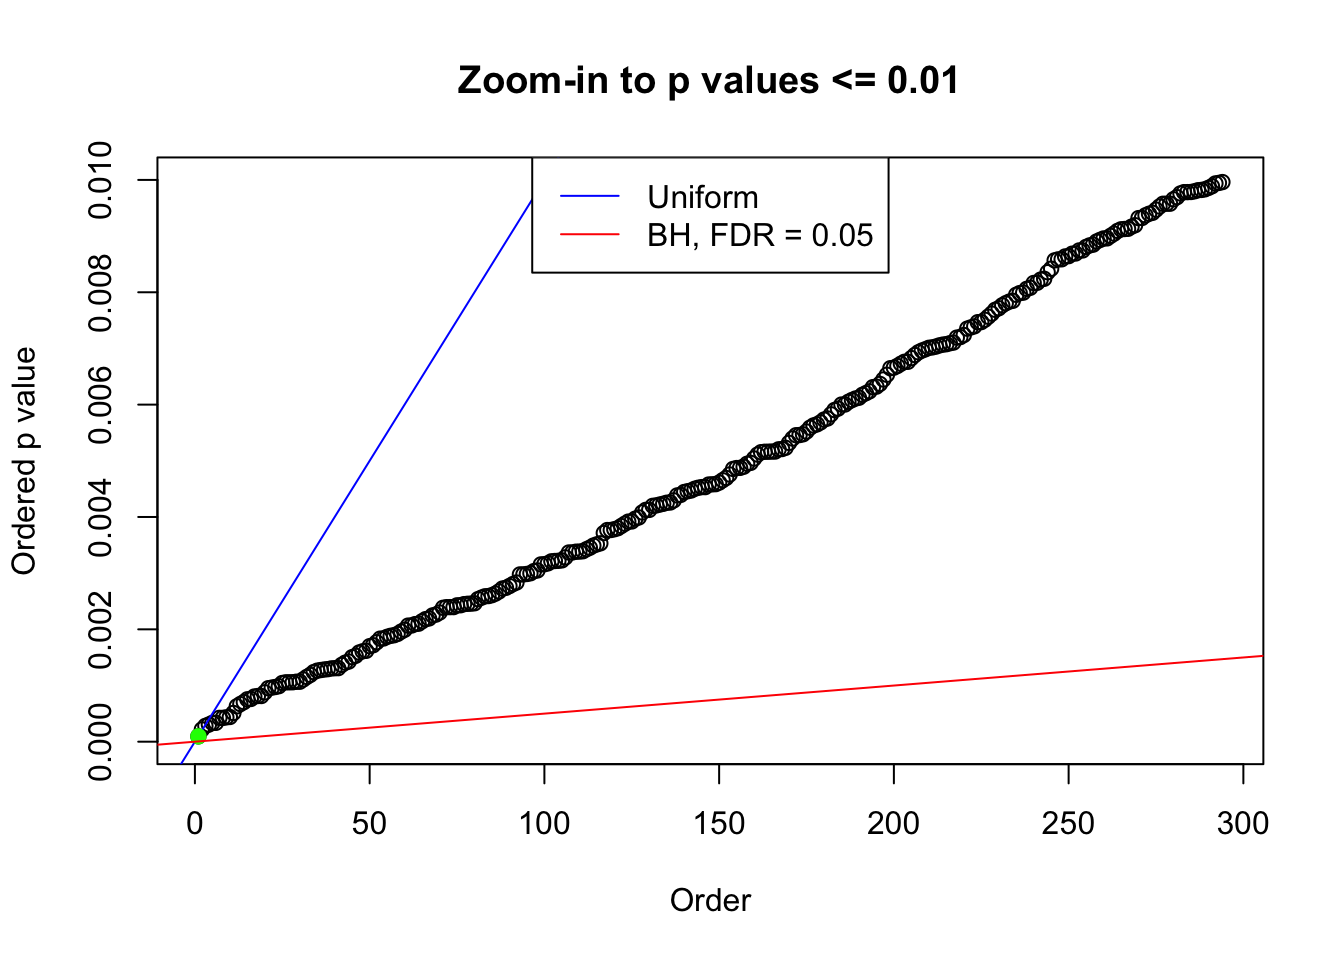 Zoom-in to p values <= 0.01
Uniform
BH, FDR = 0.05
Ordered p value
0.010
0.008
0.006
0.004
0.002
0.000
0 50 100 150 200 250 300
Order